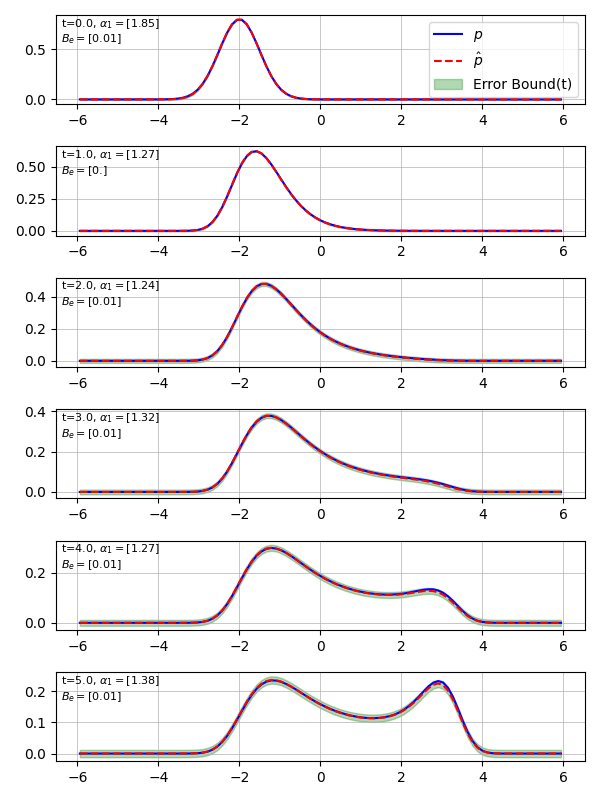 t=0.0, α₁ = [1.85]
Bₑ = [0.01]
p
p̂
Error Bound(t)
0.5
0.0
−6 −4 −2 0 2 4 6
t=1.0, α₁ = [1.27]
Bₑ = [0.]
0.50
0.25
0.00
−6 −4 −2 0 2 4 6
t=2.0, α₁ = [1.24]
Bₑ = [0.01]
0.4
0.2
0.0
−6 −4 −2 0 2 4 6
t=3.0, α₁ = [1.32]
Bₑ = [0.01]
0.4
0.2
0.0
−6 −4 −2 0 2 4 6
t=4.0, α₁ = [1.27]
Bₑ = [0.01]
0.2
0.0
−6 −4 −2 0 2 4 6
t=5.0, α₁ = [1.38]
Bₑ = [0.01]
0.2
0.1
0.0
−6 −4 −2 0 2 4 6